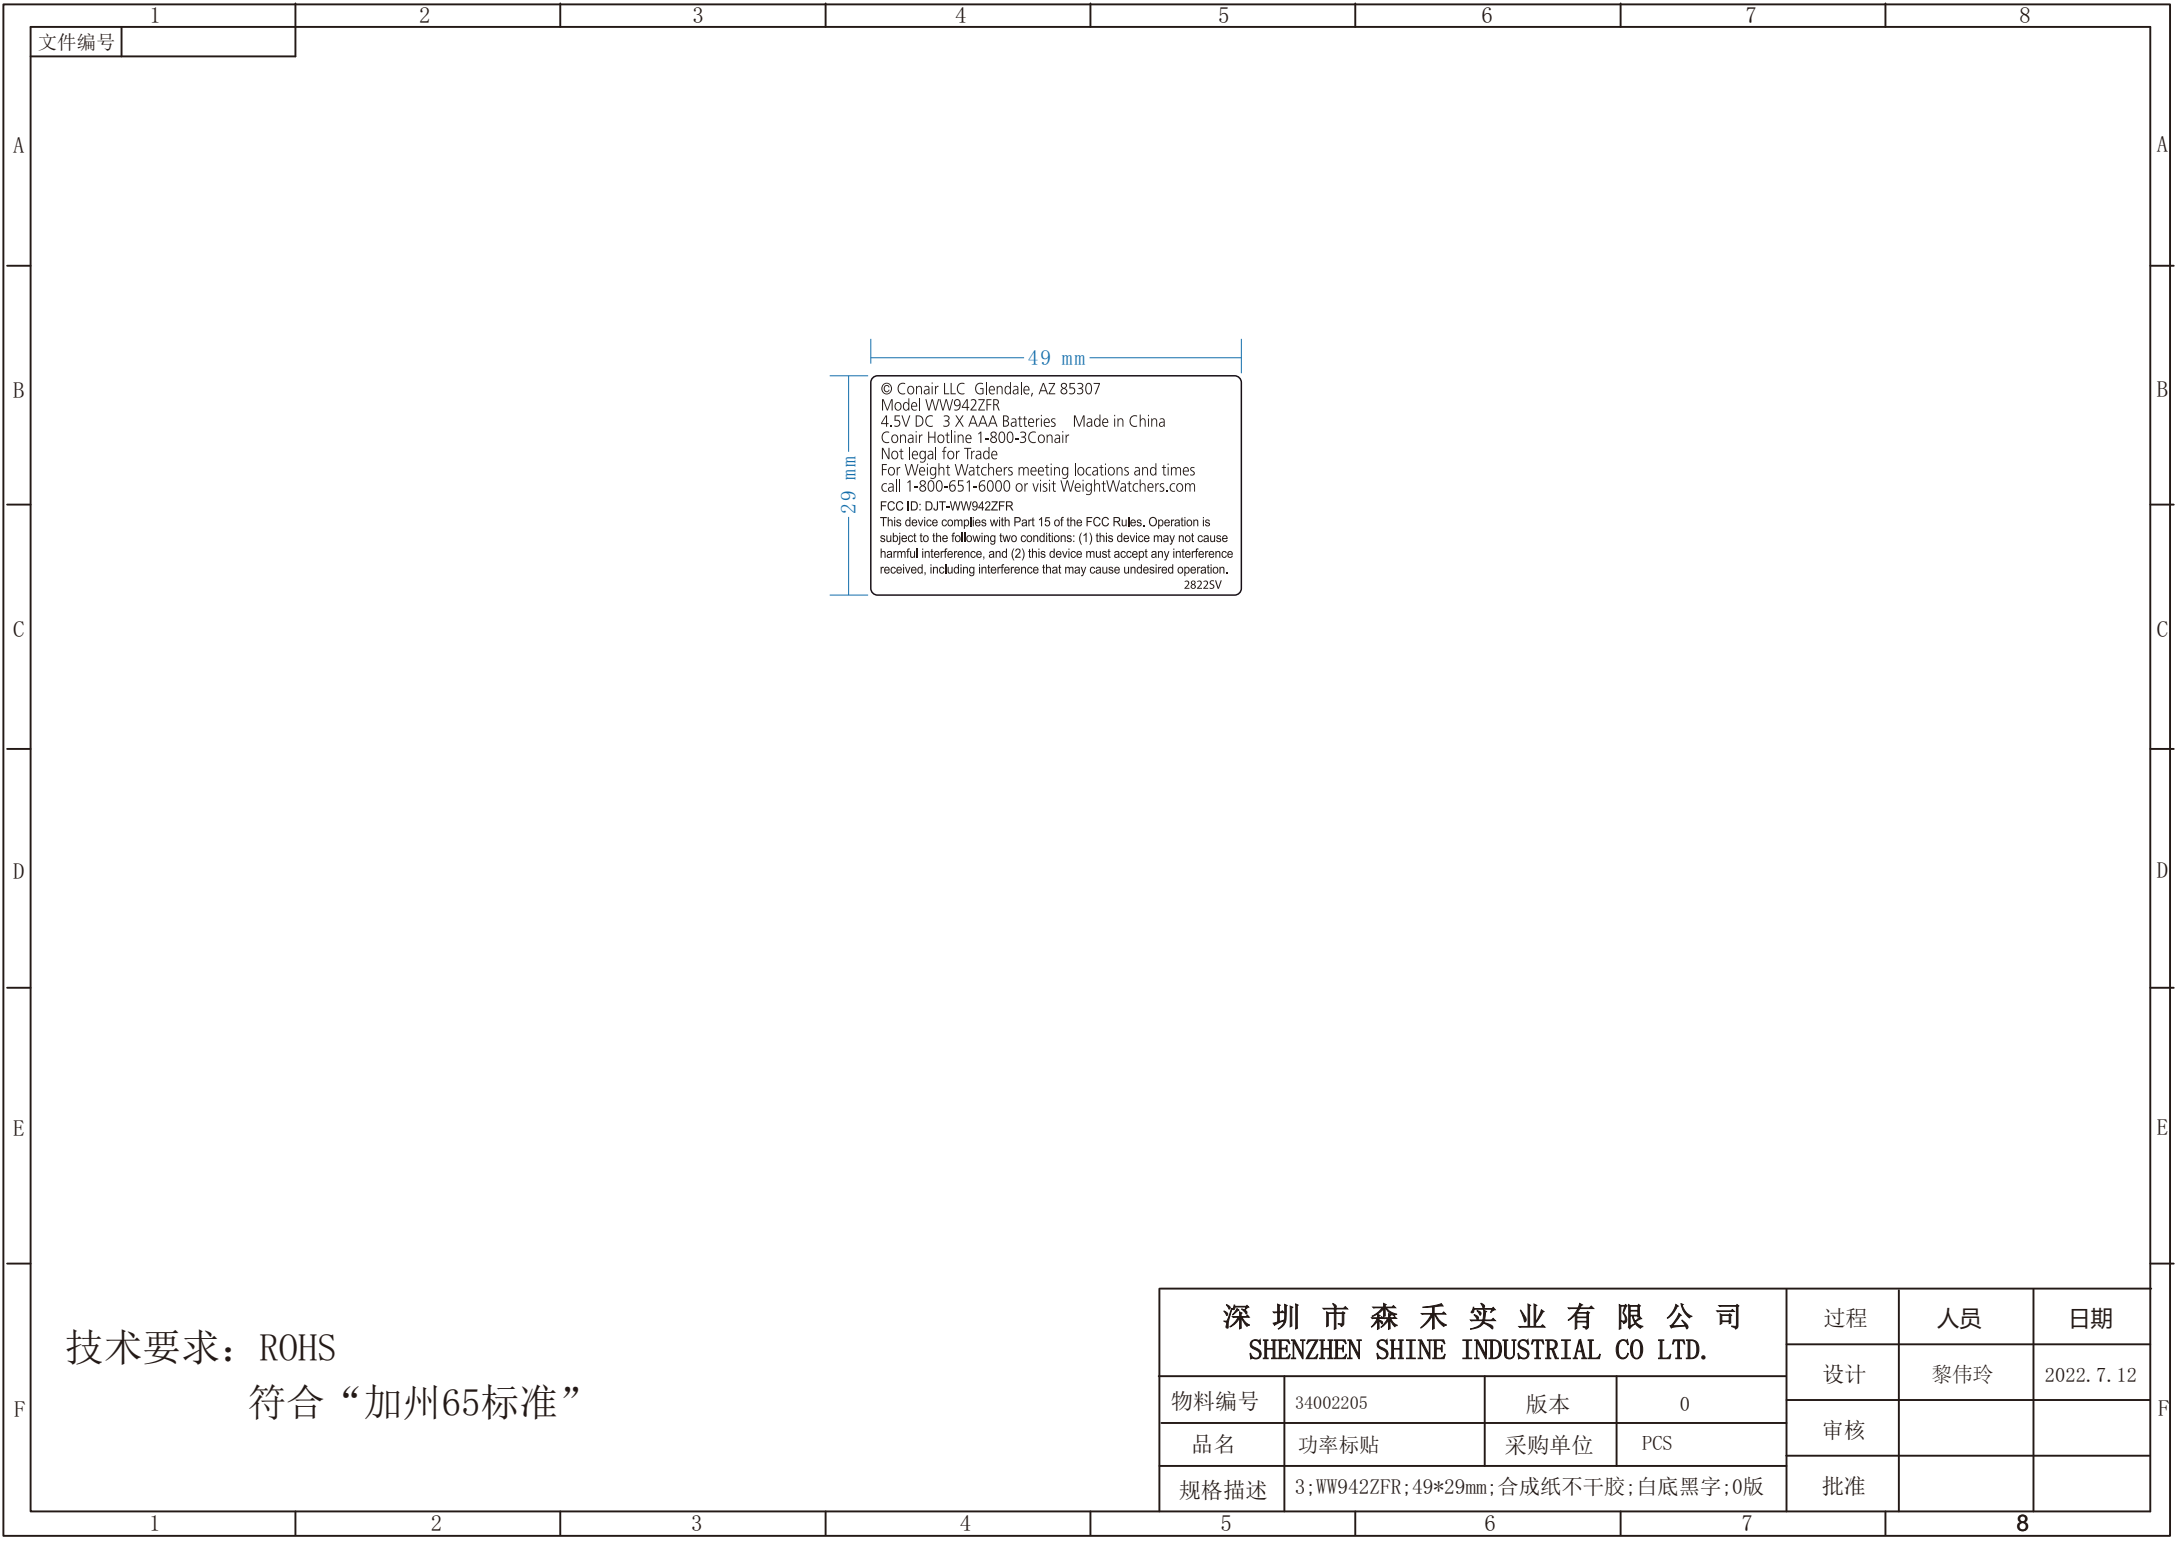 1 2 3 4 5 6 7 8
文件编号
A A
49 mm
B B
© Conair LLC Glendale, AZ 85307
Model WW942ZFR
4.5V DC 3 X AAA Batteries Made in China
Conair Hotline 1-800-3Conair
Not legal for Trade
For Weight Watchers meeting locations and times
call 1-800-651-6000 or visit WeightWatchers.com
29 mm
FCC ID: DJT-WW942ZFR
This device complies with Part 15 of the FCC Rules. Operation is
subject to the following two conditions: (1) this device may not cause
harmful interference, and (2) this device must accept any interference
received, including interference that may cause undesired operation.
2822SV
C C
D D
E E
技术要求：ROHS
符合“加州65标准”
深圳市森禾实业有限公司
SHENZHEN SHINE INDUSTRIAL CO LTD.
过程 人员 日期
设计 黎伟玲 2022.7.12
物料编号 34002205 版本 0
审核
品名 功率标贴 采购单位 PCS
规格描述 3;WW942ZFR;49*29mm;合成纸不干胶;白底黑字;0版
批准
F F
1 2 3 4 5 6 7 8